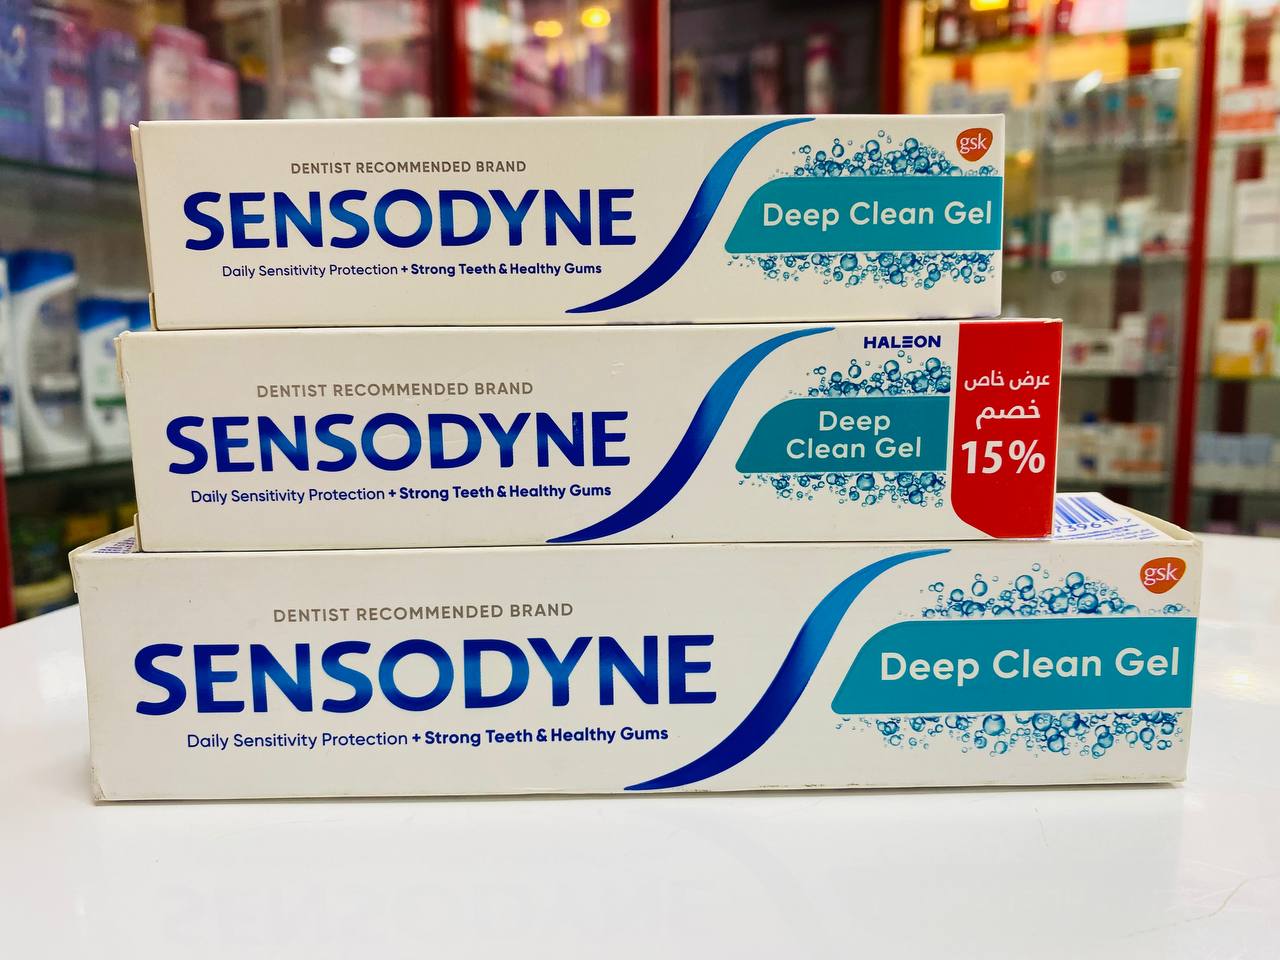 DENTIST RECOMMENDED BRAND
SENSODYNE
Daily Sensitivity Protection + Strong Teeth & Healthy Gums
gsk
Deep Clean Gel
DENTIST RECOMMENDED BRAND
SENSODYNE
Daily Sensitivity Protection + Strong Teeth & Healthy Gums
HALEON
Deep
Clean Gel
عرض خاص
خصم
15%
DENTIST RECOMMENDED BRAND
SENSODYNE
Daily Sensitivity Protection + Strong Teeth & Healthy Gums
gsk
Deep Clean Gel